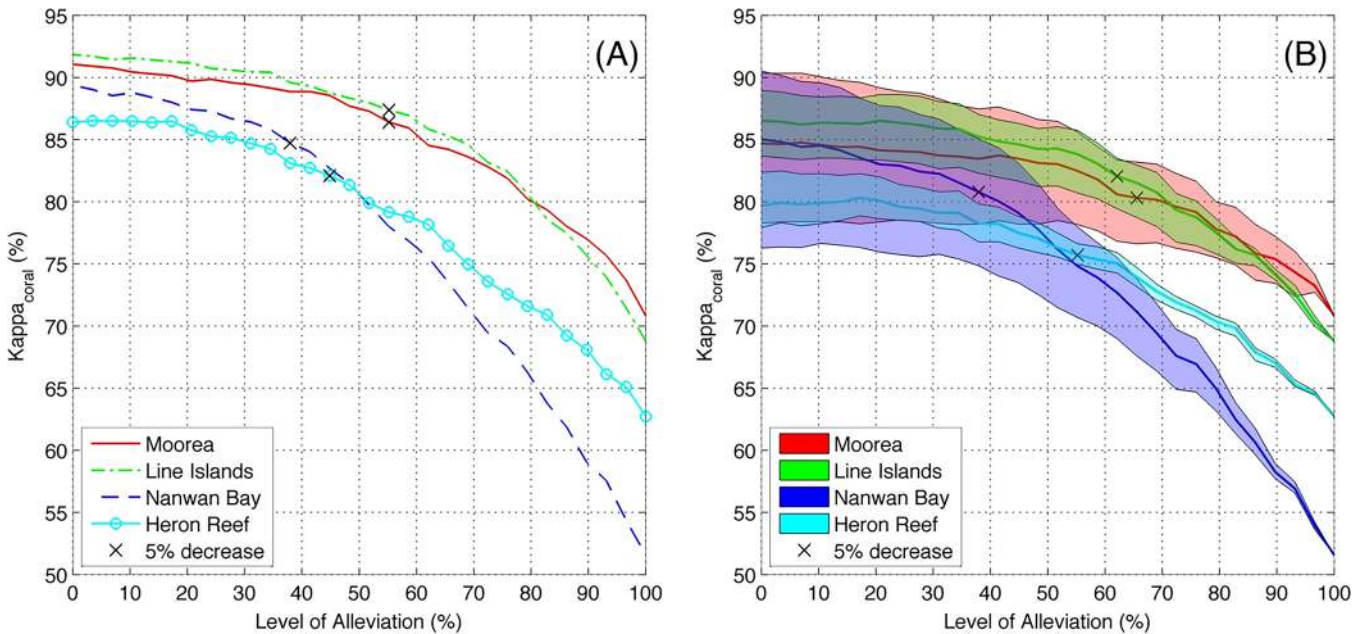 (A)
95
90
85
80
75
70
65
60
55
50
Kappa_coral (%)
Moorea
Line Islands
Nanwan Bay
Heron Reef
5% decrease
0 10 20 30 40 50 60 70 80 90 100
Level of Alleviation (%)
(B)
95
90
85
80
75
70
65
60
55
50
Kappa_coral (%)
Moorea
Line Islands
Nanwan Bay
Heron Reef
5% decrease
0 10 20 30 40 50 60 70 80 90 100
Level of Alleviation (%)